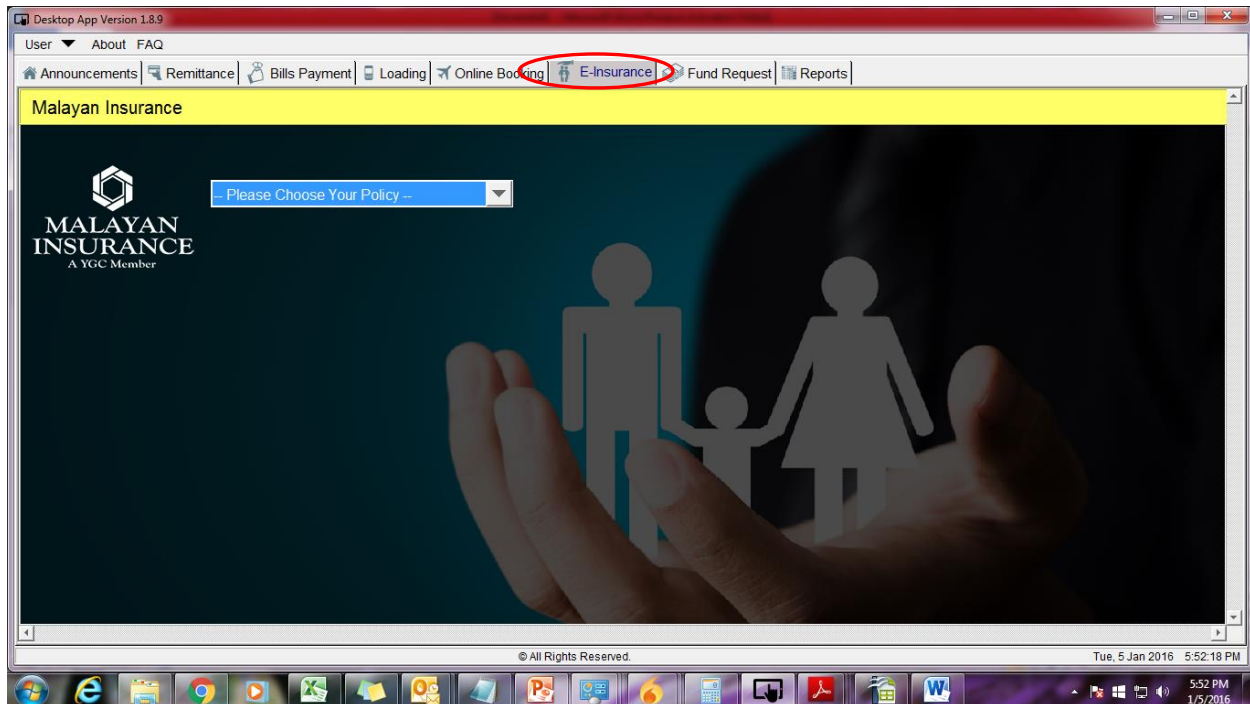 Desktop App Version 1.8.9
User About FAQ
Announcements Remittance Bills Payment Loading Online Booking E-Insurance Fund Request Reports
Malayan Insurance
-- Please Choose Your Policy --
MALAYAN
INSURANCE
A YGC Member
© All Rights Reserved.
Tue, 5 Jan 2016 5:52:18 PM
5:52 PM
1/5/2016